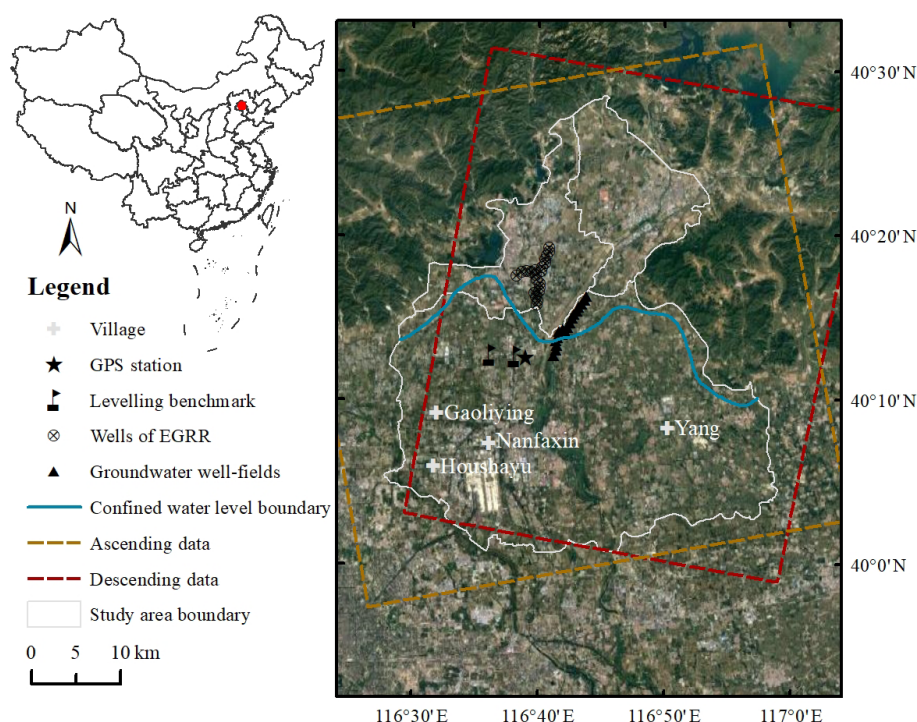 N
Legend
Village
GPS station
Levelling benchmark
Wells of EGRR
Groundwater well-fields
Confined water level boundary
Ascending data
Descending data
Study area boundary
0 5 10 km
Gaoliving
Nanfaxin
Houshayu
Yang
40°30' N
40°20' N
40°10' N
40°0' N
116°30'E 116°40'E 116°50'E 117°0'E